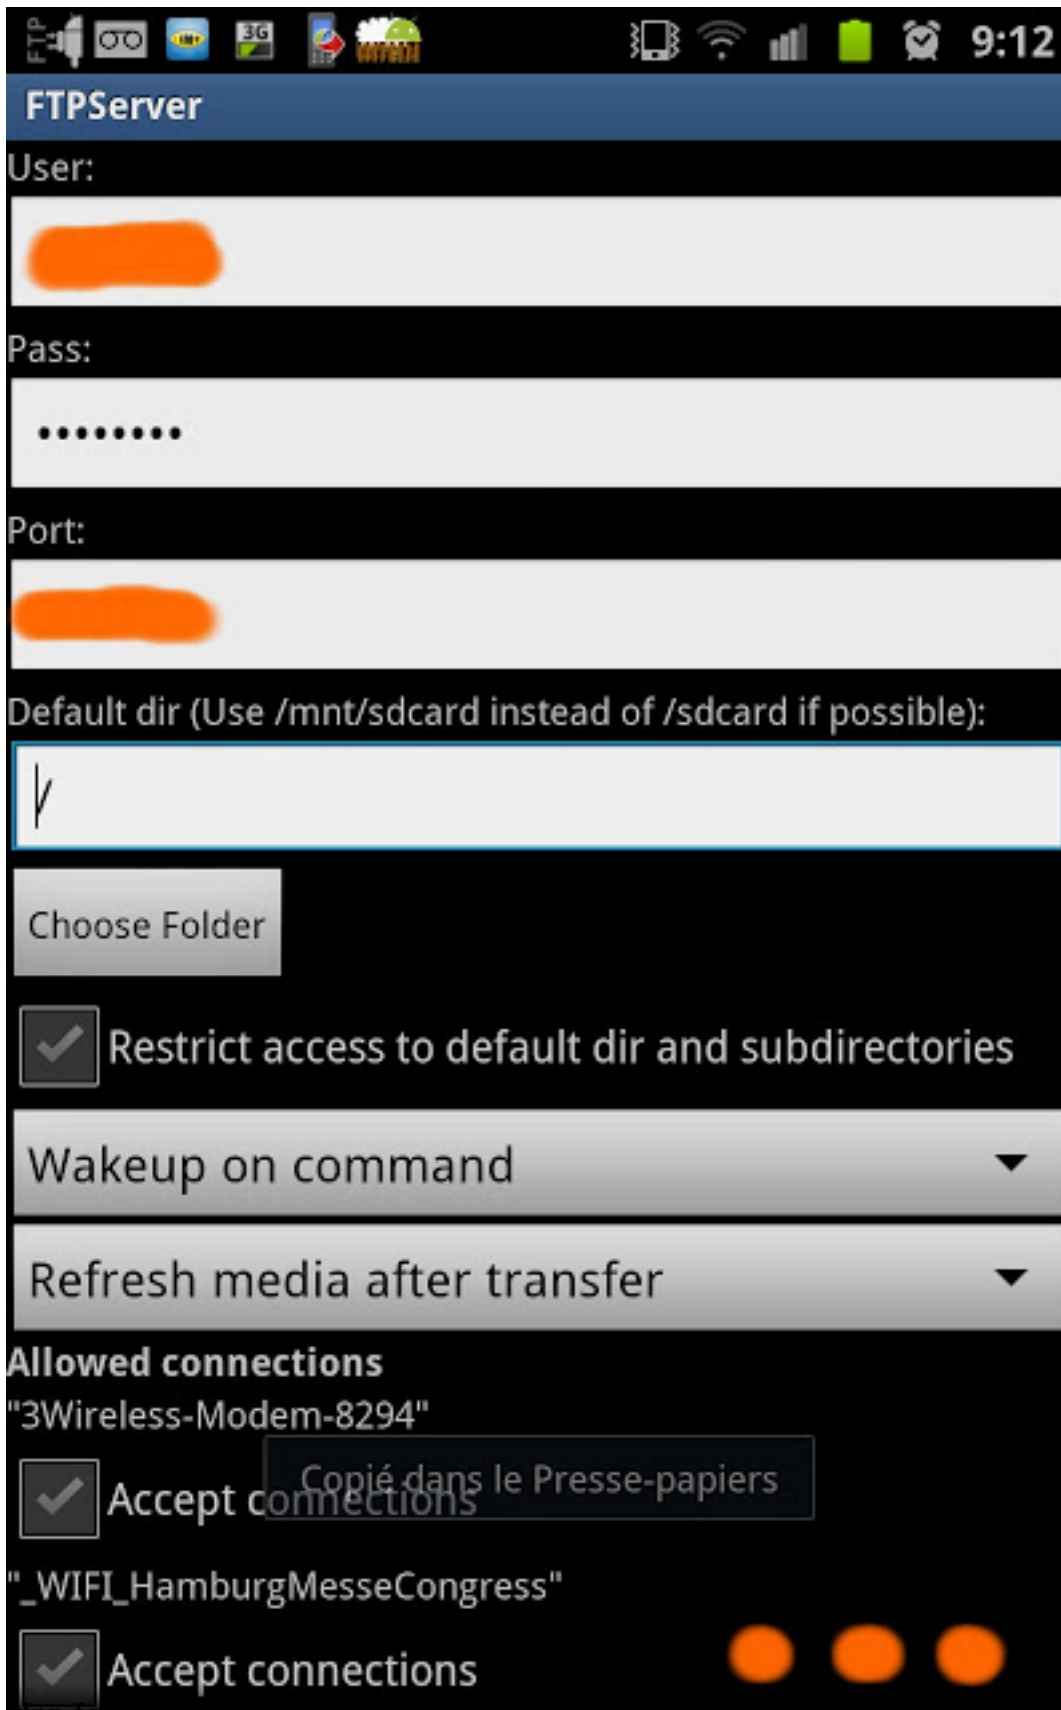 FTP
3G
9:12
FTPServer
User:
Pass:
••••••••
Port:
Default dir (Use /mnt/sdcard instead of /sdcard if possible):
/
Choose Folder
Restrict access to default dir and subdirectories
Wakeup on command
Refresh media after transfer
Allowed connections
"3Wireless-Modem-8294"
Copié dans le Presse-papiers
Accept connections
"_WIFI_HamburgMesseCongress"
Accept connections